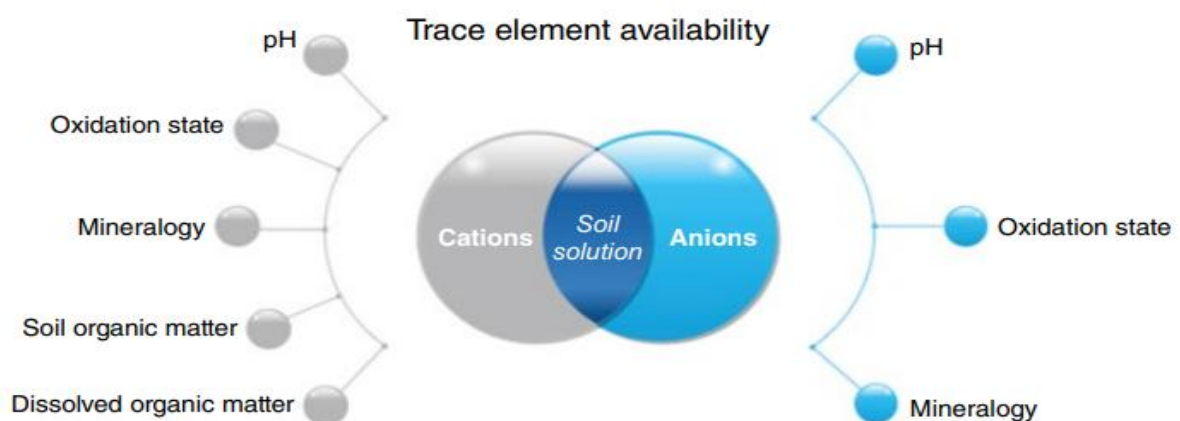 Trace element availability
pH
Oxidation state
Mineralogy
Soil organic matter
Dissolved organic matter
Cations
Soil
solution
Anions
pH
Oxidation state
Mineralogy